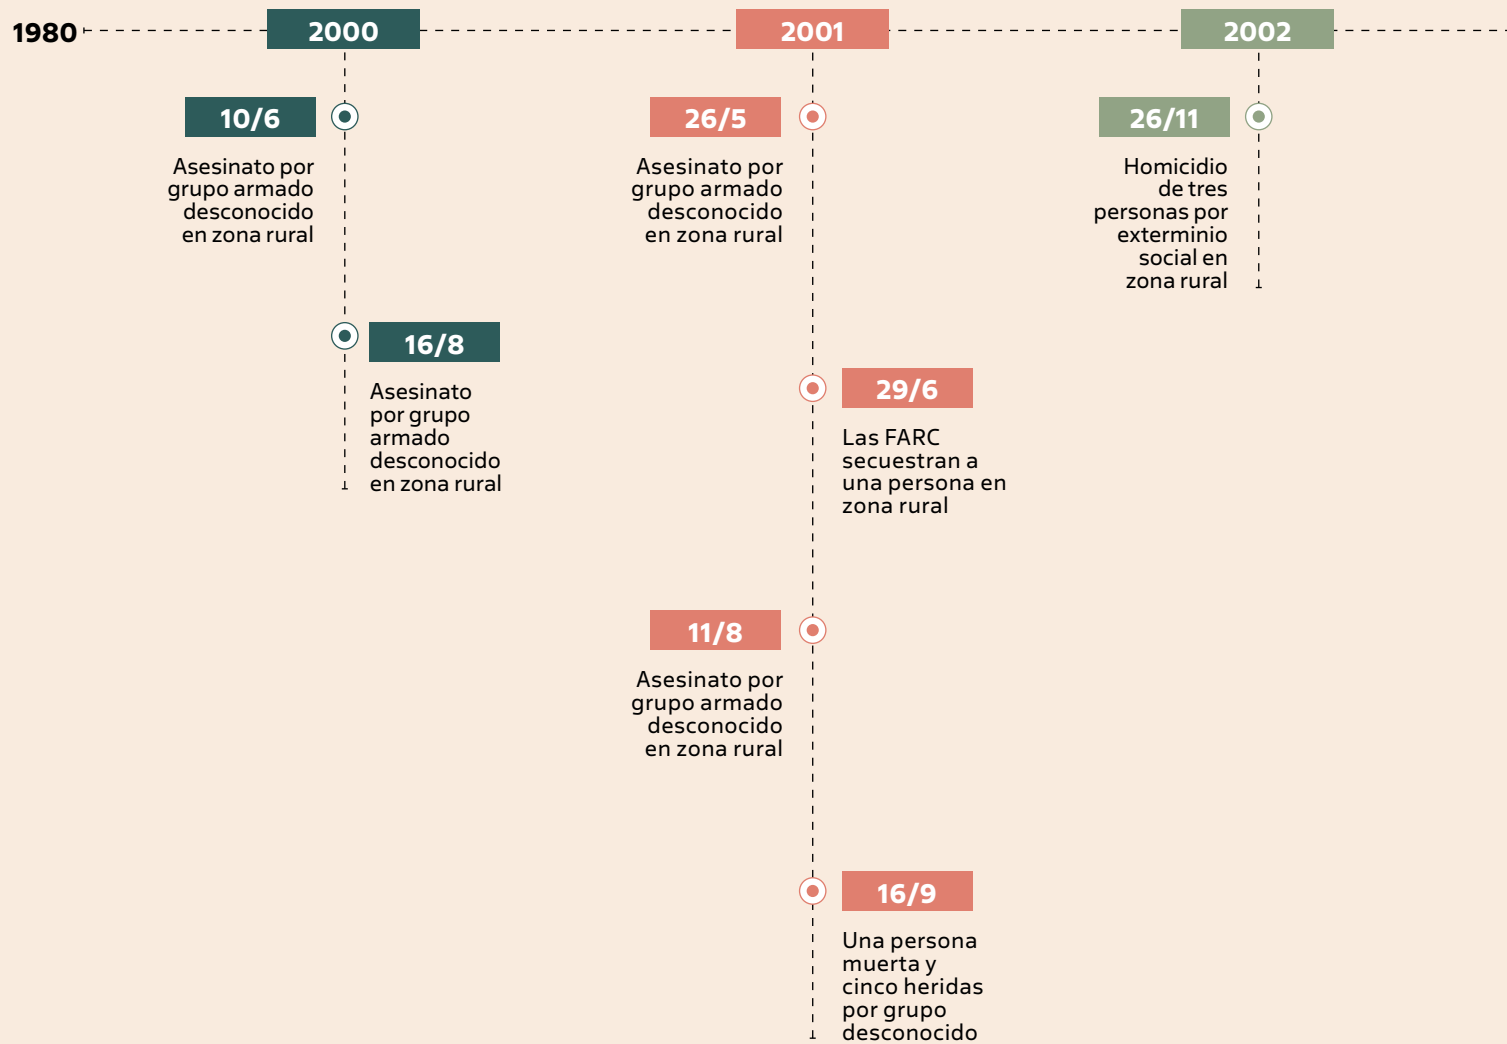 1980
2000
2001
2002
10/6
Asesinato por
grupo armado
desconocido
en zona rural
16/8
Asesinato
por grupo
armado
desconocido
en zona rural
26/5
Asesinato por
grupo armado
desconocido
en zona rural
29/6
Las FARC
secuestran a
una persona en
zona rural
11/8
Asesinato por
grupo armado
desconocido
en zona rural
16/9
Una persona
muerta y
cinco heridas
por grupo
desconocido
26/11
Homicidio
de tres
personas por
exterminio
social en
zona rural